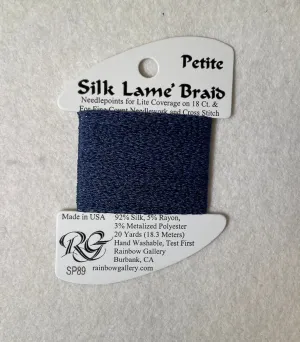 Petite
Silk Lamé Braid
Needlepoints for Lite Coverage on 18 Ct. &
For Fine Count Needlework and Cross Stitch
Made in USA
92% Silk, 5% Rayon,
3% Metalized Polyester
20 Yards (18.3 Meters)
Hand Washable, Test First
Rainbow Gallery
Burbank, CA
rainbowgallery.com
RG
SP89